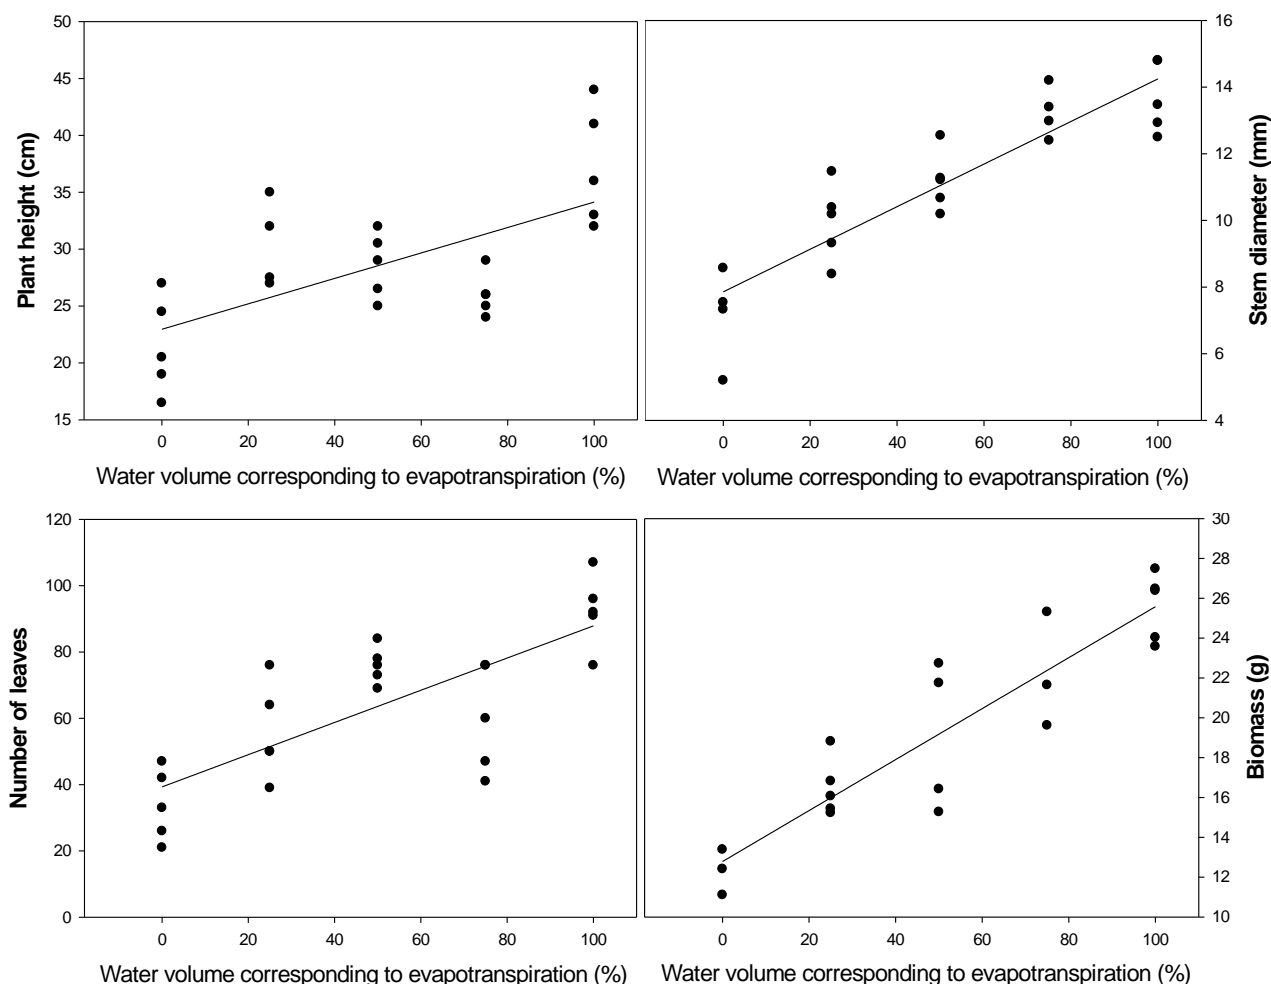 Plant height (cm)
50
45
40
35
30
25
20
15
0 20 40 60 80 100
Water volume corresponding to evapotranspiration (%)
16
14
12
10
8
6
4
Stem diameter (mm)
0 20 40 60 80 100
Water volume corresponding to evapotranspiration (%)
Number of leaves
120
100
80
60
40
20
0
0 20 40 60 80 100
Water volume corresponding to evapotranspiration (%)
30
28
26
24
22
20
18
16
14
12
10
Biomass (g)
0 20 40 60 80 100
Water volume corresponding to evapotranspiration (%)